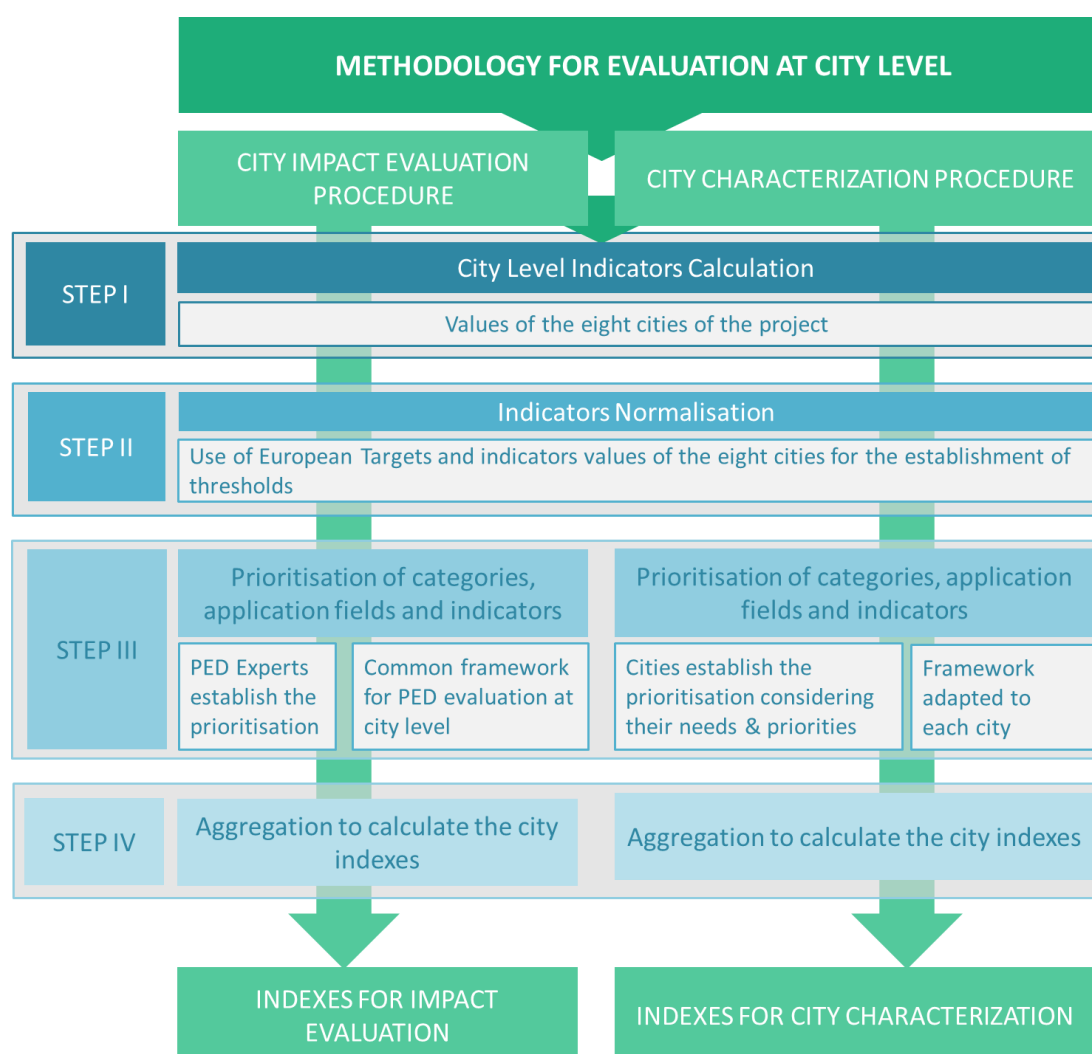 METHODOLOGY FOR EVALUATION AT CITY LEVEL
CITY IMPACT EVALUATION
PROCEDURE
CITY CHARACTERIZATION PROCEDURE
STEP I
City Level Indicators Calculation
Values of the eight cities of the project
STEP II
Indicators Normalisation
Use of European Targets and indicators values of the eight cities for the establishment of
thresholds
STEP III
Prioritisation of categories,
application fields and indicators
PED Experts
establish the
prioritisation
Common framework
for PED evaluation at
city level
Prioritisation of categories, application
fields and indicators
Cities establish the
prioritisation considering
their needs & priorities
Framework
adapted to
each city
STEP IV
Aggregation to calculate the city
indexes
Aggregation to calculate the city indexes
INDEXES FOR IMPACT
EVALUATION
INDEXES FOR CITY CHARACTERIZATION